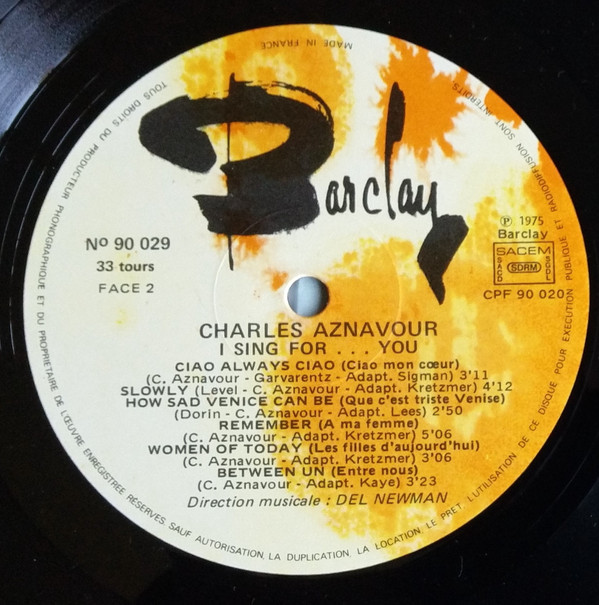 MADE IN FRANCE
TOUS DROITS DU PRODUCTEUR PHONOGRAPHIQUE ET DU PROPRIETAIRE DE L'ŒUVRE ENREGISTREE RESERVES SAUF AUTORISATION, LA DUPLICATION, LA LOCATION, LE PRET, L'UTILISATION DE CE DISQUE POUR EXECUTION PUBLIQUE ET RADIODIFFUSION SONT INTERDITS
Barclay
Nº 90 029
33 tours
FACE 2
℗ 1975
Barclay
SACEM
SACD SDRM SGDL
CPF 90 020
CHARLES AZNAVOUR
I SING FOR . . . YOU
CIAO ALWAYS CIAO (Ciao mon cœur)
(C. Aznavour - Garvarentz - Adapt. Sigman) 3'11
SLOWLY (Level - C. Aznavour - Adapt. Kretzmer) 4'12
HOW SAD VENICE CAN BE (Que c'est triste Venise)
(Dorin - C. Aznavour - Adapt. Lees) 2'50
REMEMBER (A ma femme)
(C. Aznavour - Adapt. Kretzmer) 5'06
WOMEN OF TODAY (Les filles d'aujourd'hui)
(C. Aznavour - Adapt. Kretzmer) 3'06
BETWEEN UN (Entre nous)
(C. Aznavour - Adapt. Kaye) 3'23
Direction musicale : DEL NEWMAN